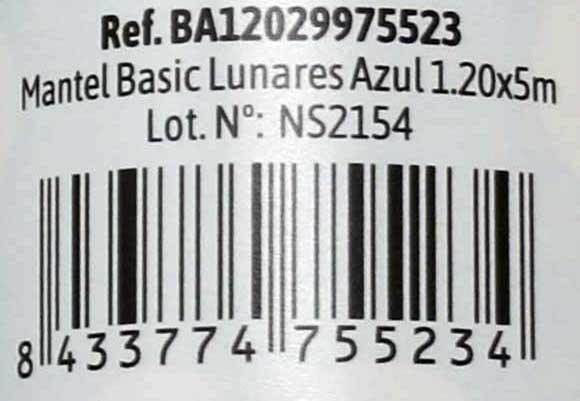 Ref. BA12029975523
Mantel Basic Lunares Azul 1.20x5m
Lot. Nº: NS2154
8 433774 755234